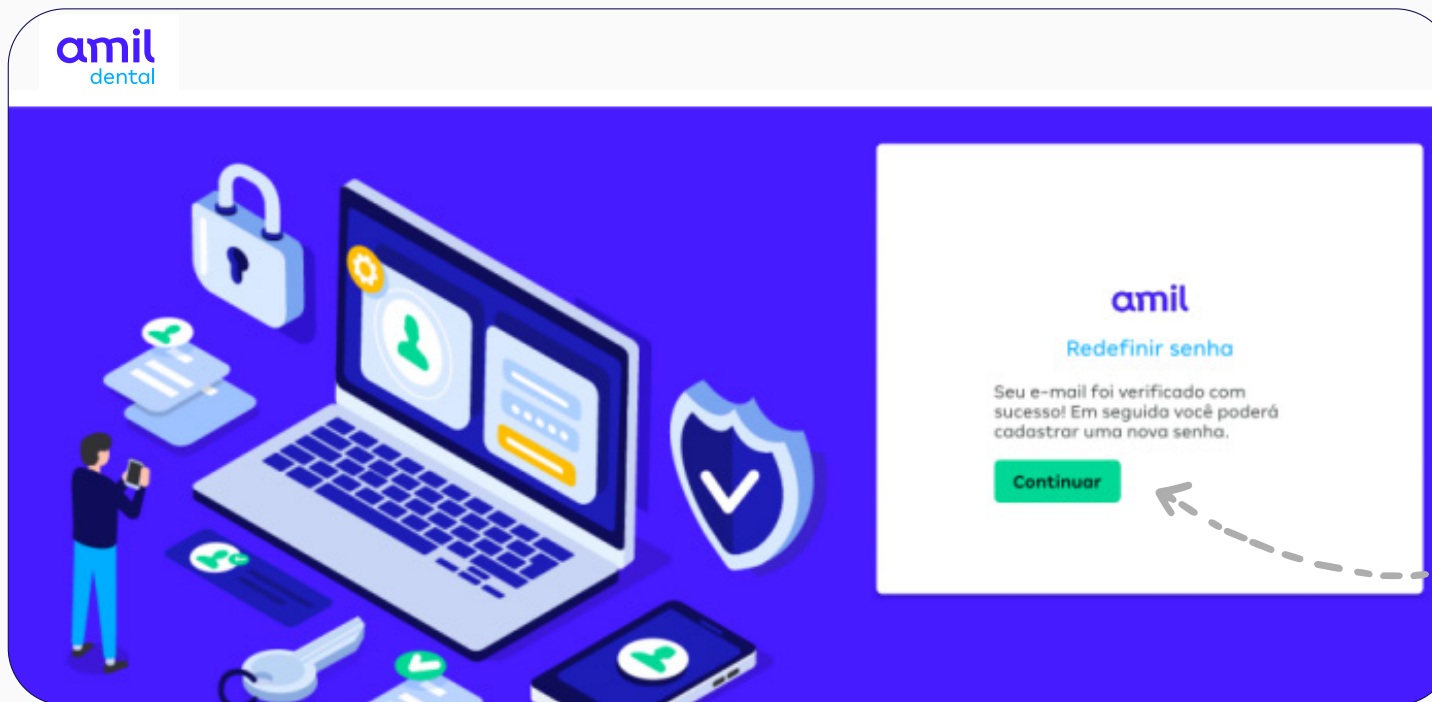 amil
dental
amil
Redefinir senha
Seu e-mail foi verificado com
sucesso! Em seguida você poderá
cadastrar uma nova senha.
Continuar